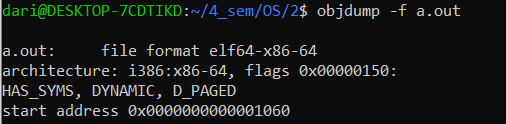 dari@DESKTOP-7CDTIKD:~/4_sem/OS/2$ objdump -f a.out
a.out:     file format elf64-x86-64
architecture: i386:x86-64, flags 0x00000150:
HAS_SYMS, DYNAMIC, D_PAGED
start address 0x0000000000001060